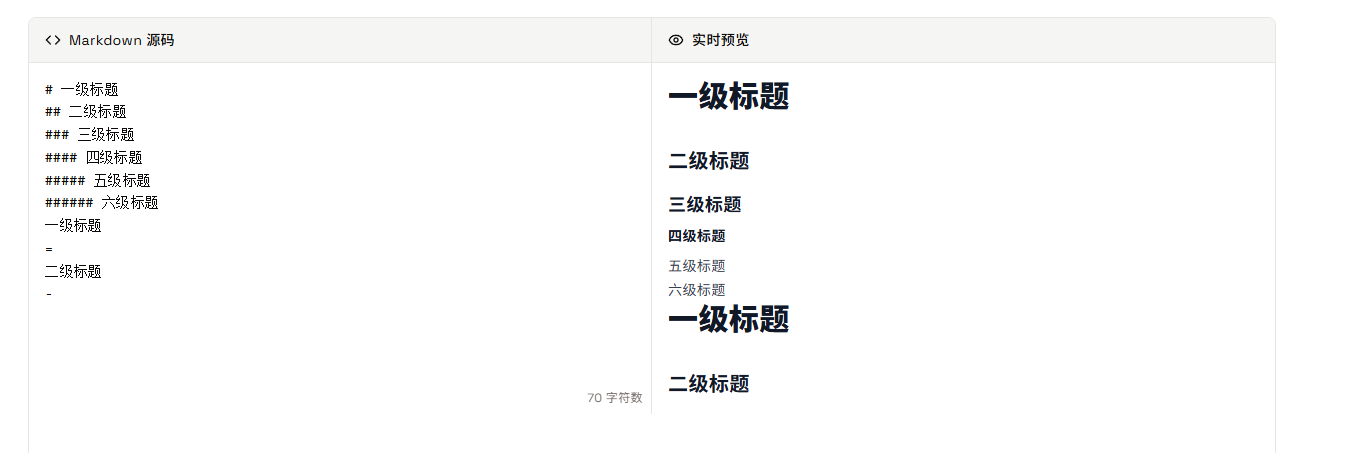 Markdown 源码
# 一级标题
## 二级标题
### 三级标题
#### 四级标题
##### 五级标题
###### 六级标题
一级标题
=
二级标题
-
70 字符数
实时预览
一级标题
二级标题
三级标题
四级标题
五级标题
六级标题
一级标题
二级标题